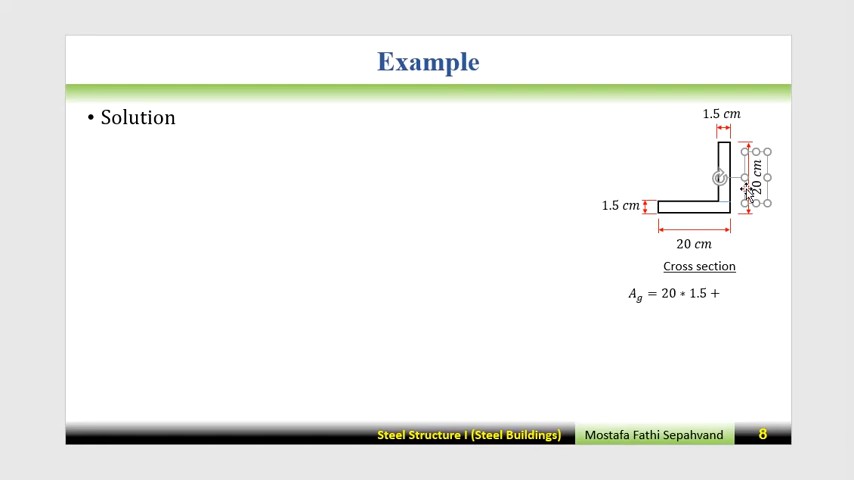 Example
• Solution
1.5 cm
20 cm
1.5 cm
20 cm
Cross section
A_g = 20 * 1.5 +
Steel Structure I (Steel Buildings)
Mostafa Fathi Sepahvand
8